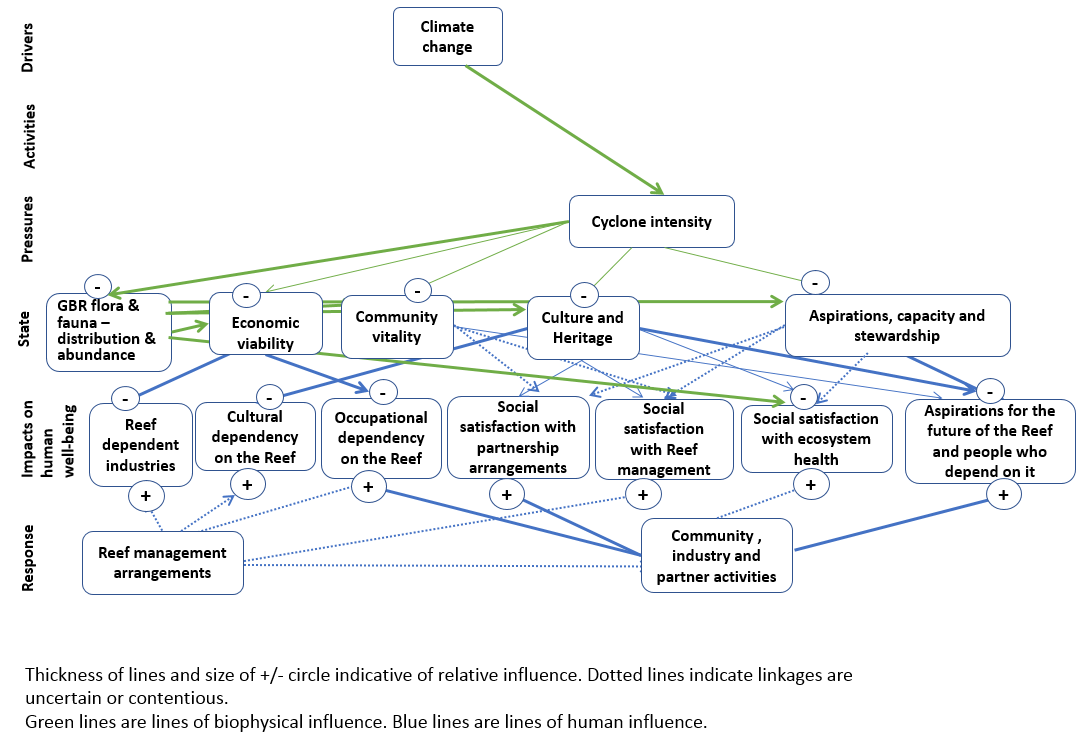 Drivers
Climate
change
Activities
Pressures
Cyclone intensity
State
-
GBR flora &
fauna –
distribution &
abundance
-
Economic
viability
-
Community
vitality
-
Culture and
Heritage
-
Aspirations, capacity and
stewardship
Impacts on
human
well-being
-
Reef
dependent
industries
+
-
Cultural
dependency
on the Reef
+
-
Occupational
dependency
on the Reef
+
Social
satisfaction with
partnership
arrangements
+
Social
satisfaction
with Reef
management
+
-
Social satisfaction
with ecosystem
health
+
-
Aspirations for the
future of the Reef
and people who
depend on it
+
Response
Reef management
arrangements
Community ,
industry and
partner activities
Thickness of lines and size of +/- circle indicative of relative influence. Dotted lines indicate linkages are
uncertain or contentious.
Green lines are lines of biophysical influence. Blue lines are lines of human influence.